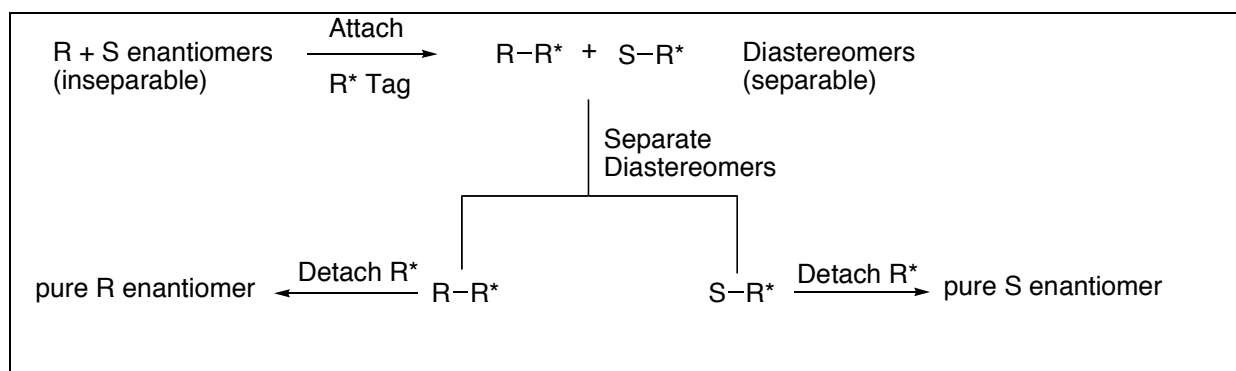 Attach
R + S enantiomers
(inseparable)
R* Tag
R–R* + S–R*
Diastereomers
(separable)
Separate
Diastereomers
pure R enantiomer
Detach R*
R–R*
S–R*
Detach R*
pure S enantiomer